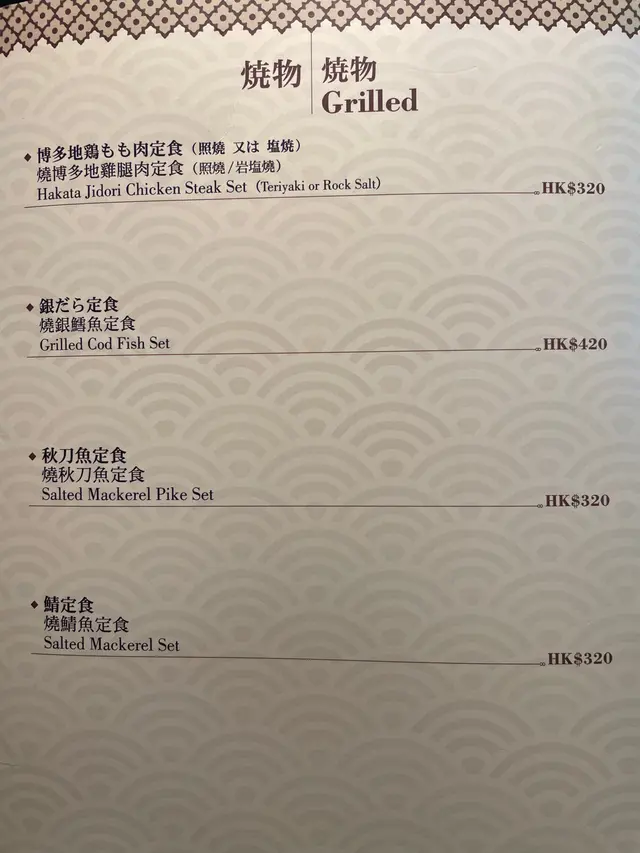 燒物 燒物
Grilled
博多地鶏もも肉定食（照燒 又は 塩焼）
燒博多地雞腿肉定食（照燒/岩塩燒）
Hakata Jidori Chicken Steak Set (Teriyaki or Rock Salt)
HK$320
銀だら定食
燒銀鱈魚定食
Grilled Cod Fish Set
HK$420
秋刀魚定食
燒秋刀魚定食
Salted Mackerel Pike Set
HK$320
鯖定食
燒鯖魚定食
Salted Mackerel Set
HK$320